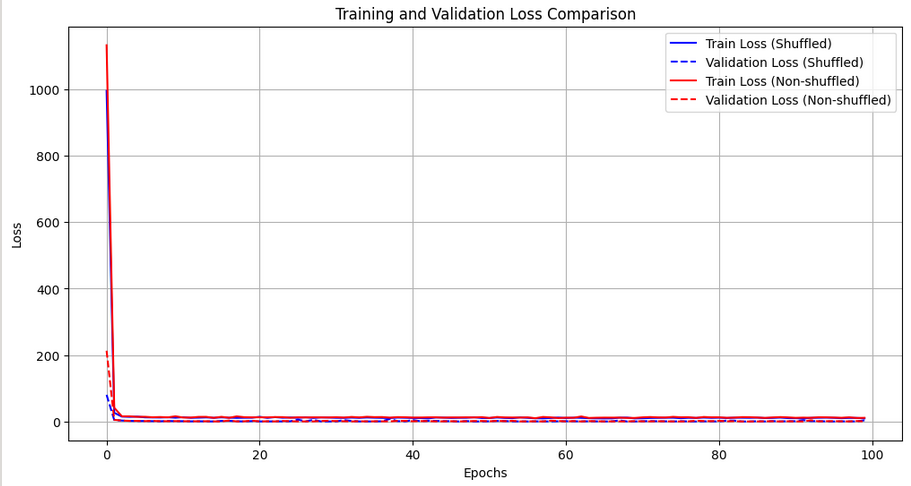 Training and Validation Loss Comparison
Train Loss (Shuffled)
Validation Loss (Shuffled)
Train Loss (Non-shuffled)
Validation Loss (Non-shuffled)
1000
800
600
400
200
0
Loss
0 20 40 60 80 100
Epochs